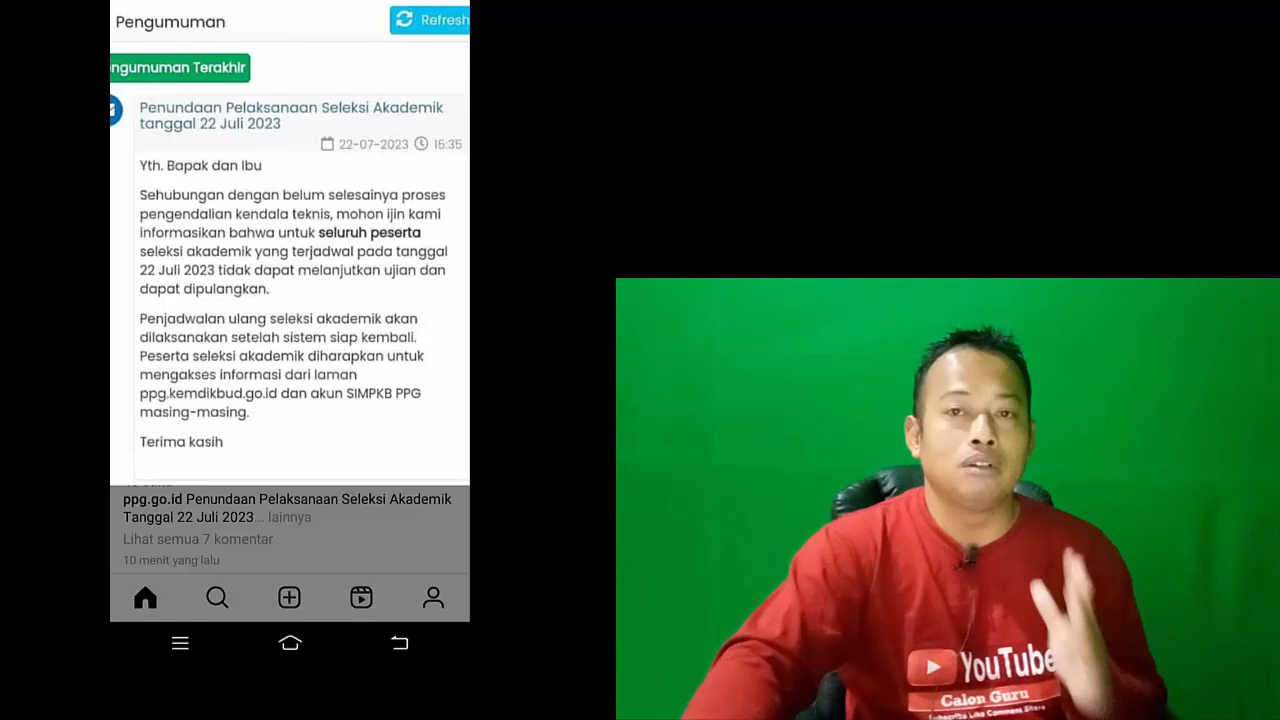 Pengumuman
Refresh
ngumuman Terakhir
Penundaan Pelaksanaan Seleksi Akademik
tanggal 22 Juli 2023
22-07-2023 15:35
Yth. Bapak dan Ibu
Sehubungan dengan belum selesainya proses
pengendalian kendala teknis, mohon ijin kami
informasikan bahwa untuk seluruh peserta
seleksi akademik yang terjadwal pada tanggal
22 Juli 2023 tidak dapat melanjutkan ujian dan
dapat dipulangkan.
Penjadwalan ulang seleksi akademik akan
dilaksanakan setelah sistem siap kembali.
Peserta seleksi akademik diharapkan untuk
mengakses informasi dari laman
ppg.kemdikbud.go.id dan akun SIMPKB PPG
masing-masing.
Terima kasih
ppg.go.id Penundaan Pelaksanaan Seleksi Akademik
Tanggal 22 Juli 2023... lainnya
Lihat semua 7 komentar
10 menit yang lalu
YouTube
Calon Guru
Subscribe Like Comment Share